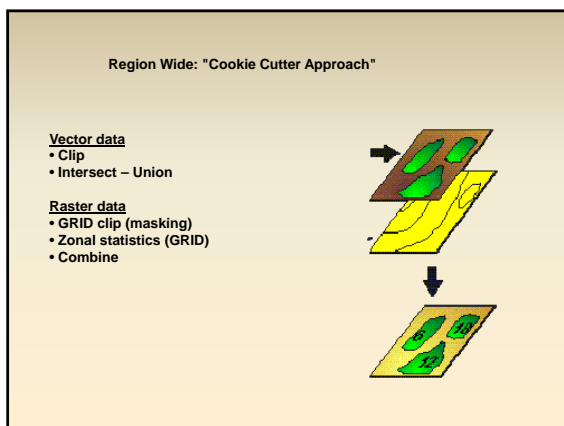 Region Wide: "Cookie Cutter Approach"
Vector data
• Clip
• Intersect – Union
Raster data
• GRID clip (masking)
• Zonal statistics (GRID)
• Combine
6
18
12